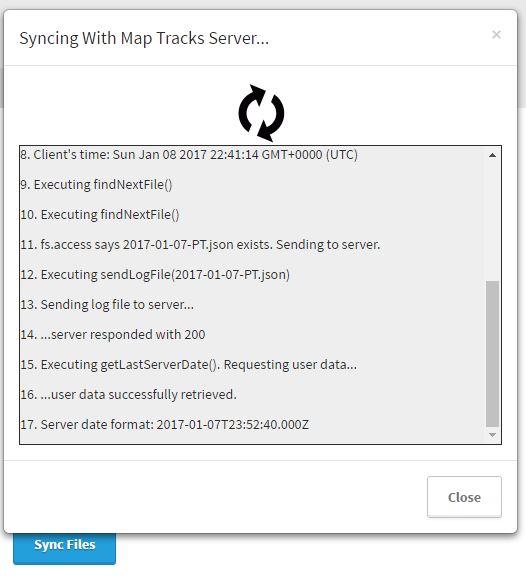 Syncing With Map Tracks Server...
×
8. Client's time: Sun Jan 08 2017 22:41:14 GMT+0000 (UTC)
9. Executing findNextFile()
10. Executing findNextFile()
11. fs.access says 2017-01-07-PT.json exists. Sending to server.
12. Executing sendLogFile(2017-01-07-PT.json)
13. Sending log file to server...
14. ...server responded with 200
15. Executing getLastServerDate(). Requesting user data...
16. ...user data successfully retrieved.
17. Server date format: 2017-01-07T23:52:40.000Z
Close
Sync Files